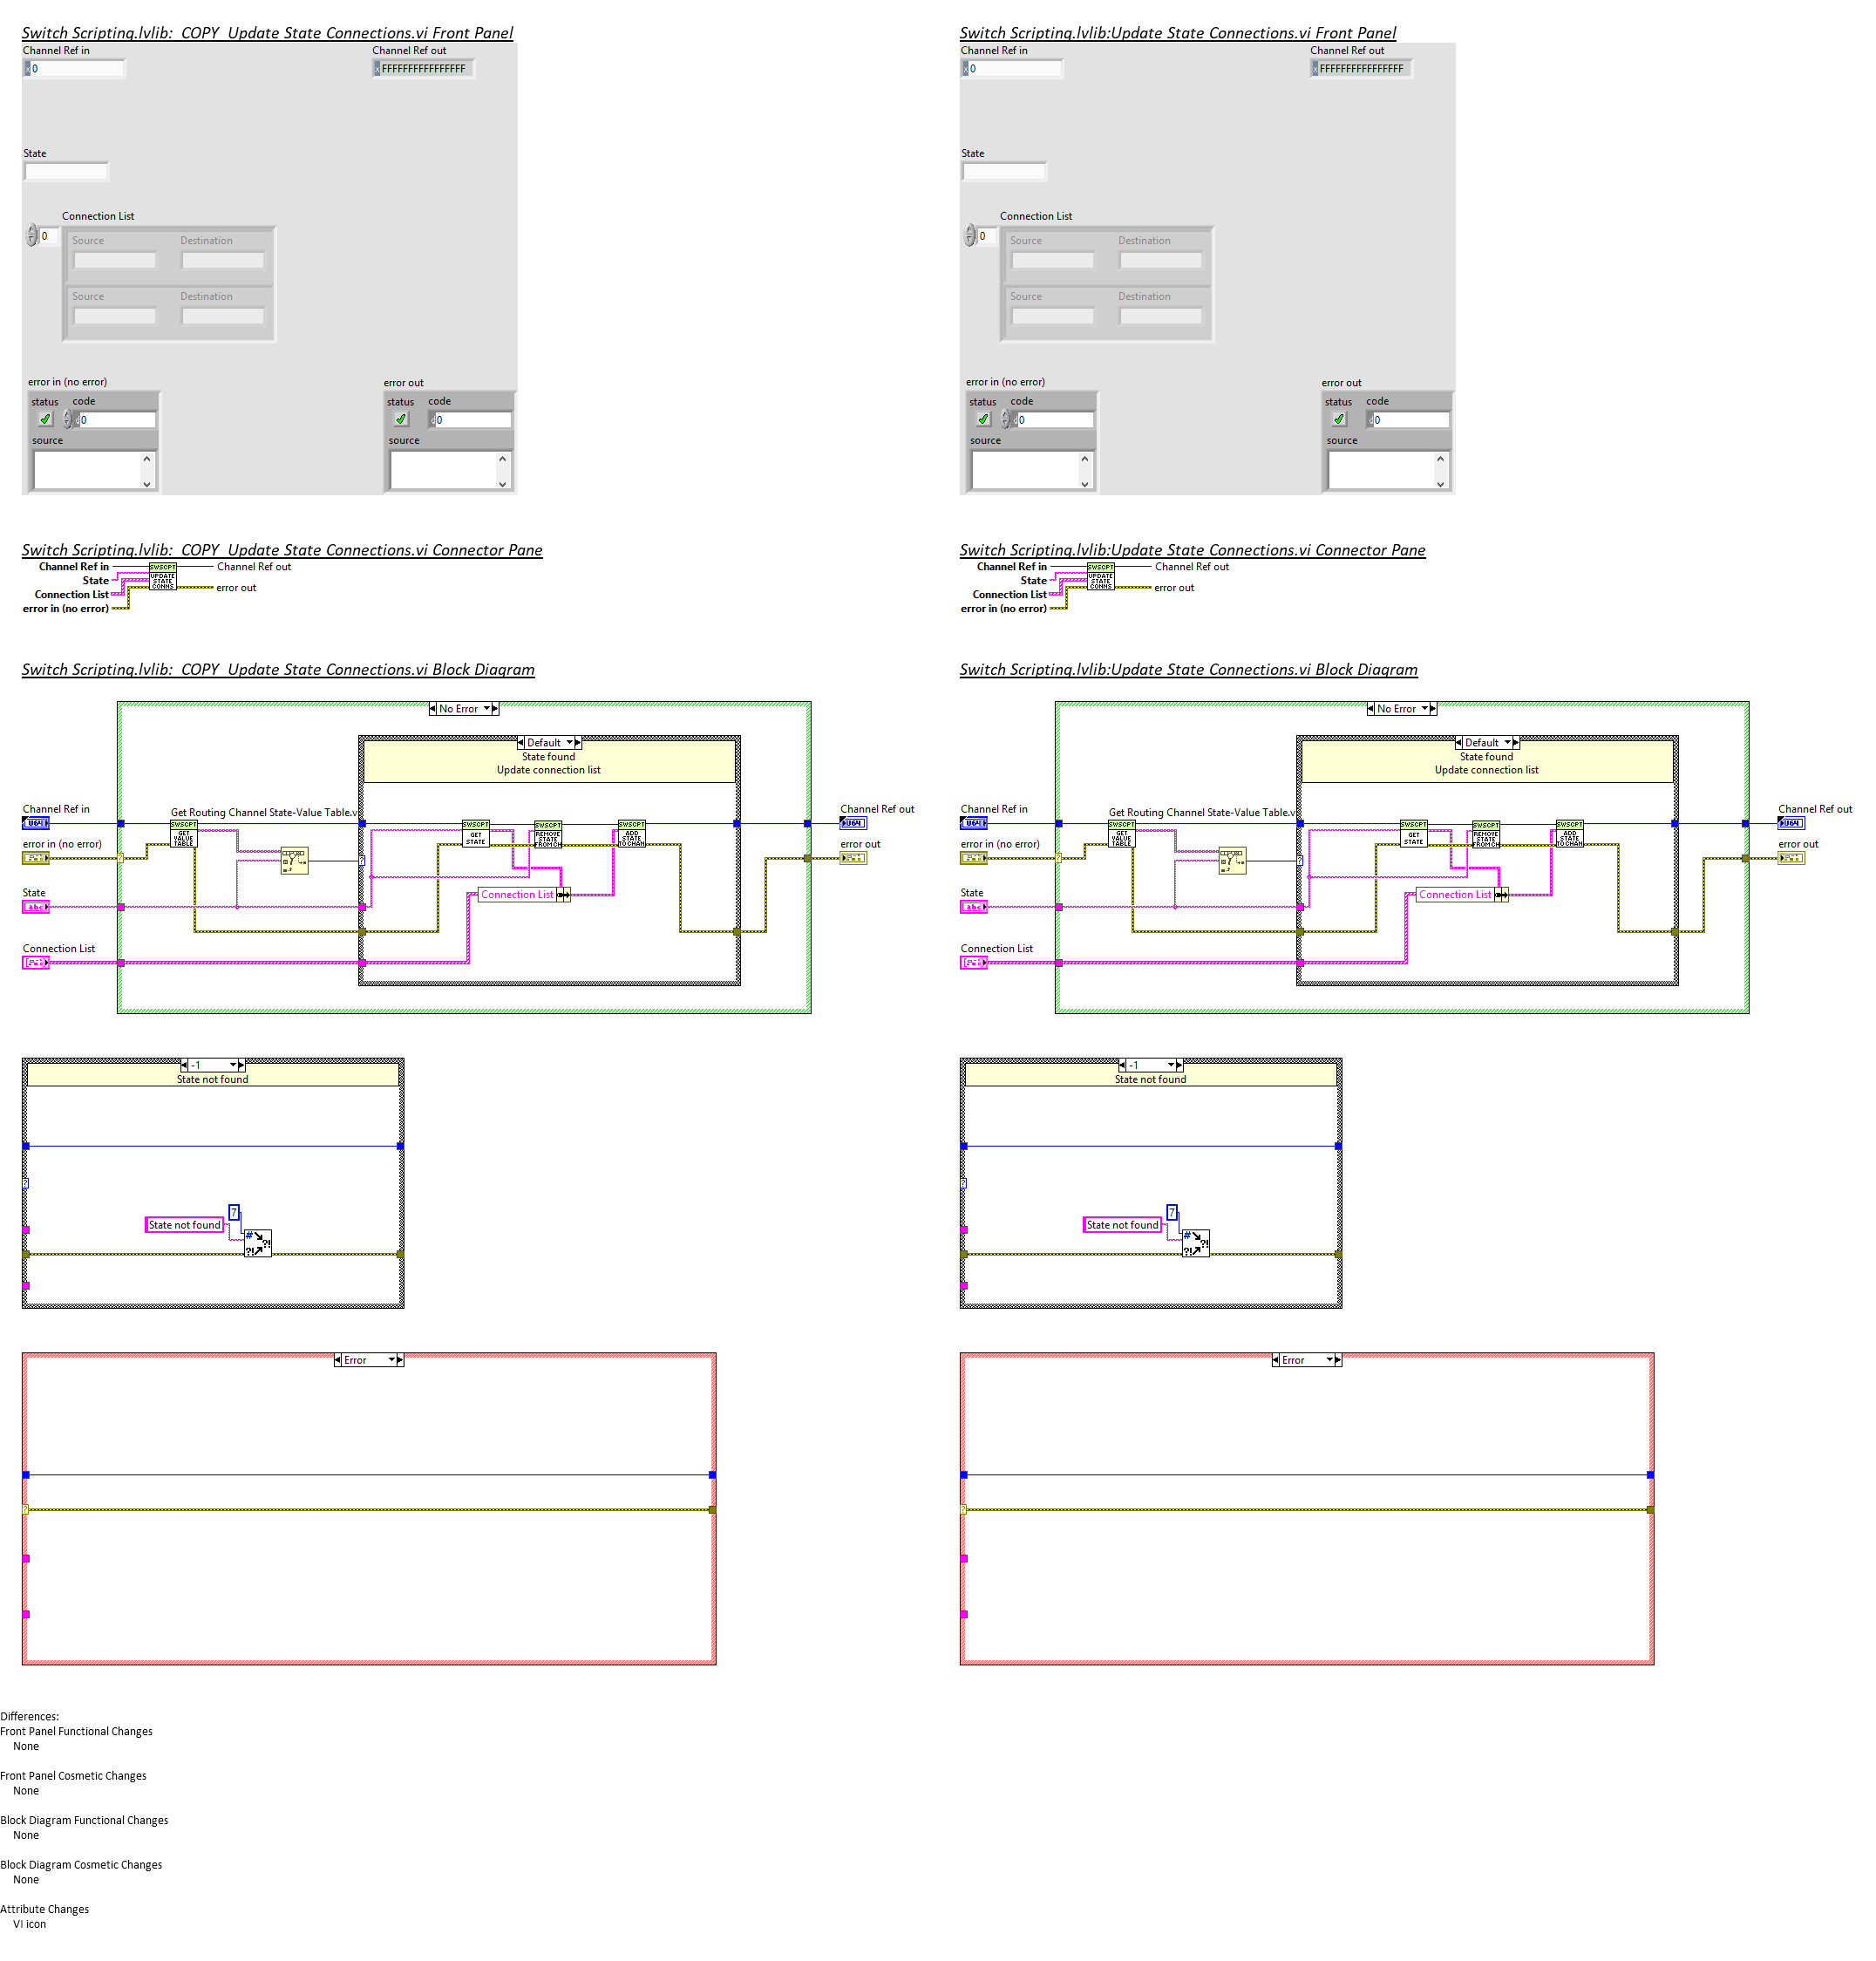 Switch Scripting.lvlib:_COPY_Update State Connections.vi Front Panel
Channel Ref in
Channel Ref out
x 0
x FFFFFFFFFFFFFFFF
State
Connection List
0
Source Destination
Source Destination
error in (no error)
status code
0
source
error out
status code
0
source
Switch Scripting.lvlib:_COPY_Update State Connections.vi Connector Pane
Channel Ref in
State
Connection List
error in (no error)
SWSCPT
UPDATE
STATE
CONNS
Channel Ref out
error out
Switch Scripting.lvlib:_COPY_Update State Connections.vi Block Diagram
No Error
Default
State found
Update connection list
Channel Ref in
U64
error in (no error)
State
abc
Connection List
Get Routing Channel State-Value Table.v
SWSCPT
GET
VALUE
TABLE
SWSCPT
GET
STATE
SWSCPT
REMOVE
STATE
FROM CH
SWSCPT
ADD
STATE
TO CHAN
Connection List
Channel Ref out
U64
error out
-1
State not found
7
State not found
Error
Switch Scripting.lvlib:Update State Connections.vi Front Panel
Channel Ref in
Channel Ref out
x 0
x FFFFFFFFFFFFFFFF
State
Connection List
0
Source Destination
Source Destination
error in (no error)
status code
0
source
error out
status code
0
source
Switch Scripting.lvlib:Update State Connections.vi Connector Pane
Channel Ref in
State
Connection List
error in (no error)
SWSCPT
UPDATE
STATE
CONNS
Channel Ref out
error out
Switch Scripting.lvlib:Update State Connections.vi Block Diagram
No Error
Default
State found
Update connection list
Channel Ref in
U64
error in (no error)
State
abc
Connection List
Get Routing Channel State-Value Table.v
SWSCPT
GET
VALUE
TABLE
SWSCPT
GET
STATE
SWSCPT
REMOVE
STATE
FROM CH
SWSCPT
ADD
STATE
TO CHAN
Connection List
Channel Ref out
U64
error out
-1
State not found
7
State not found
Error
Differences:
Front Panel Functional Changes
None
Front Panel Cosmetic Changes
None
Block Diagram Functional Changes
None
Block Diagram Cosmetic Changes
None
Attribute Changes
VI icon